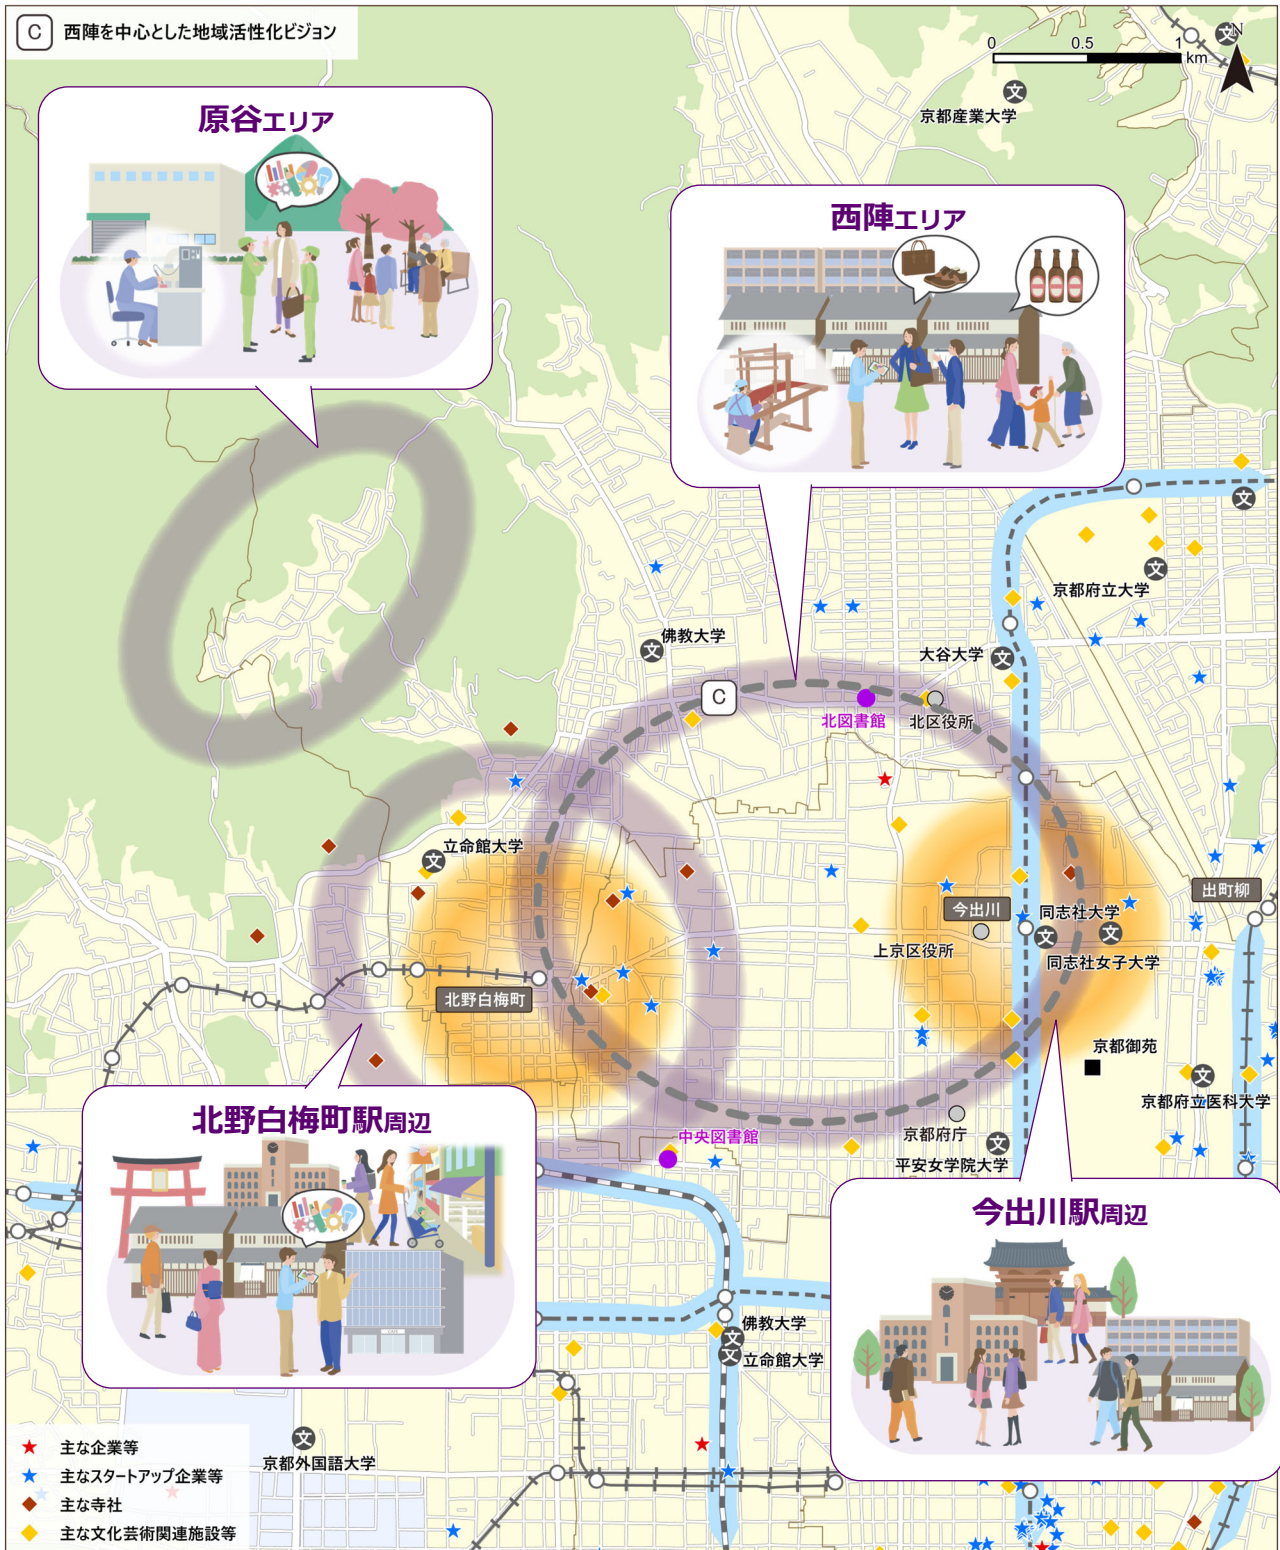 C 西陣を中心とした地域活性化ビジョン
0 0.5 1 km
N
文
京都産業大学
原谷エリア
西陣エリア
京都府立大学
佛教大学
大谷大学
C
北図書館
北区役所
立命館大学
今出川
出町柳
同志社大学
上京区役所
同志社女子大学
北野白梅町
京都御苑
京都府立医科大学
京都府庁
中央図書館
平安女学院大学
北野白梅町駅周辺
CAFE
今出川駅周辺
佛教大学
立命館大学
京都外国語大学
主な企業等
主なスタートアップ企業等
主な寺社
主な文化芸術関連施設等